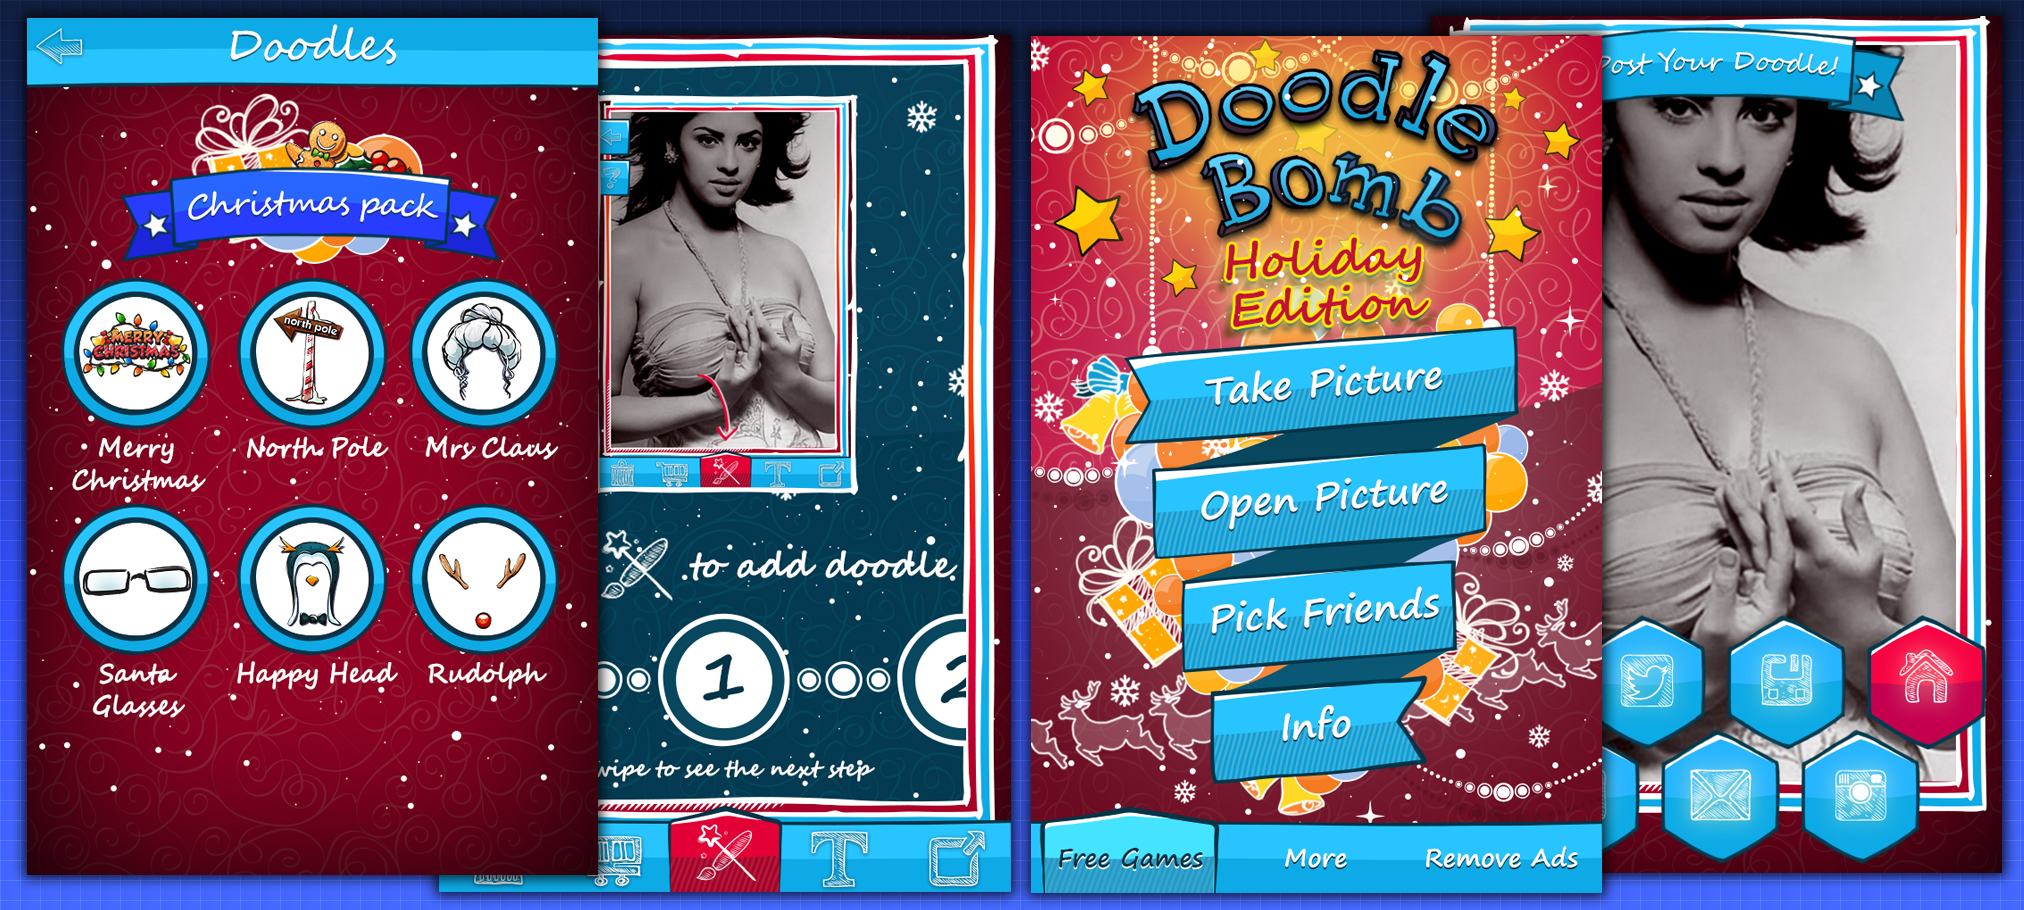 Doodles
Christmas pack
MERRY
CHRISTMAS
north pole
Merry
Christmas
North Pole
Mrs Claus
Santa
Glasses
Happy Head
Rudolph
?
T
to add doodle
1
2
wipe to see the next step
T
Doodle
Bomb
Holiday
Edition
Take Picture
Open Picture
Pick Friends
Info
Free Games
More
Remove Ads
Post Your Doodle!